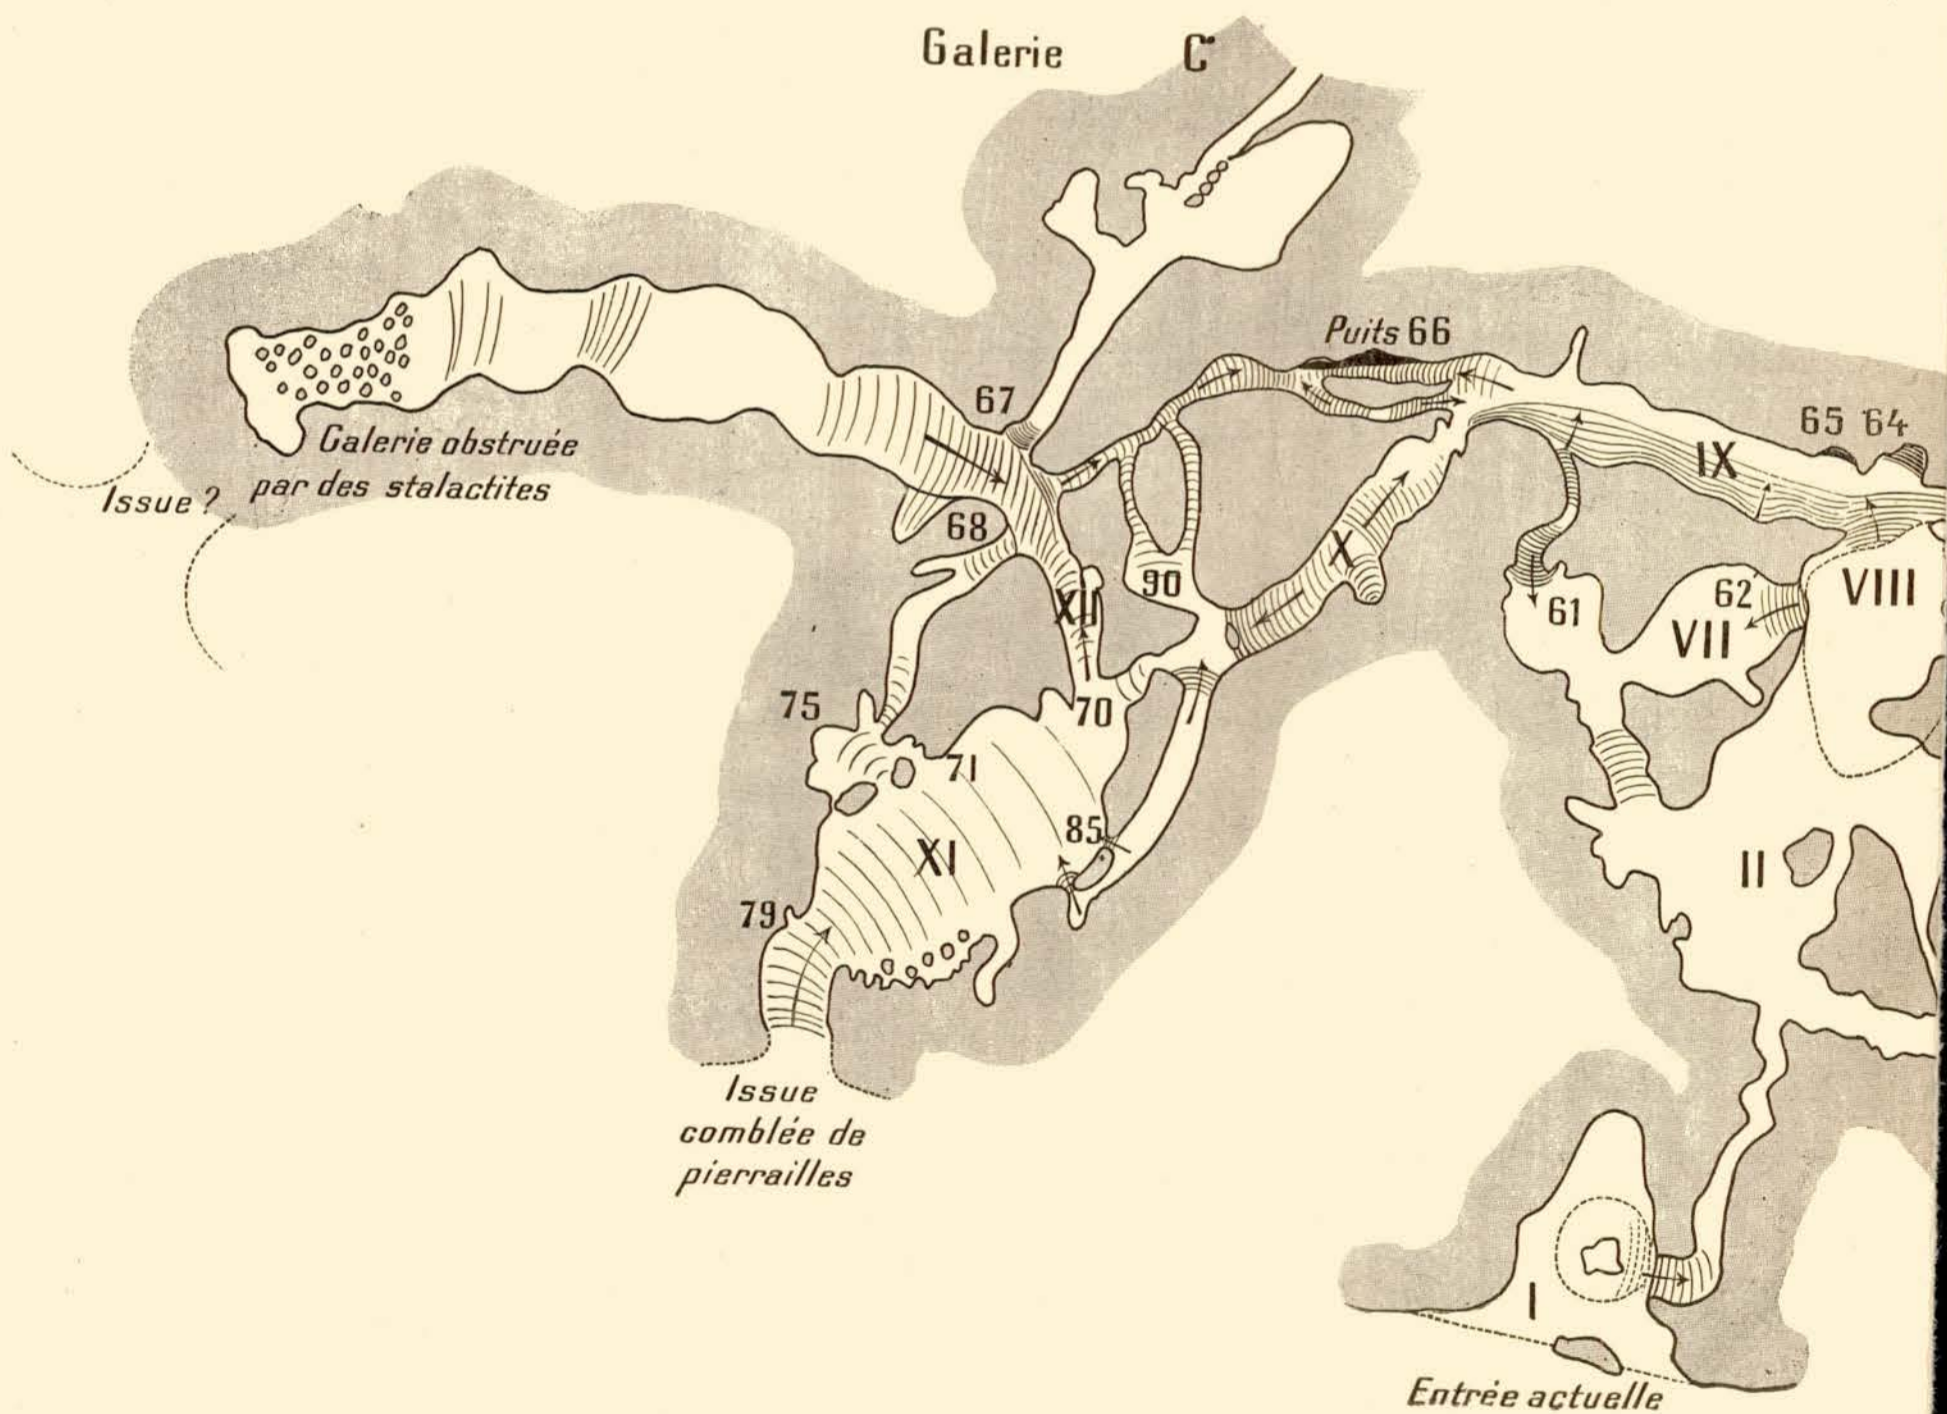 Galerie C"
Puits 66
67
65 64
Galerie obstruée
par des stalactites
IX
Issue ?
68
X
90
62
VIII
XII
61
VII
75
70
71
85
XI
II
79
Issue
comblée de
pierrailles
I
Entrée actuelle